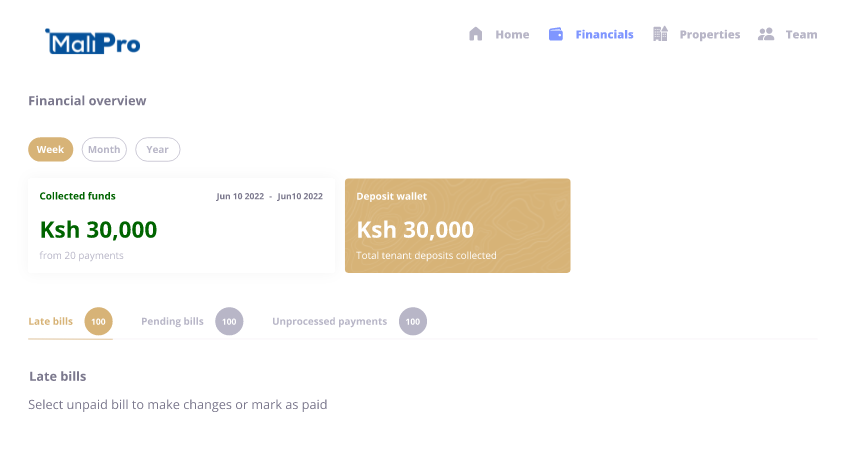 MaliPro
Home Financials Properties Team
Financial overview
Week Month Year
Collected funds Jun 10 2022 - Jun10 2022
Ksh 30,000
from 20 payments
Deposit wallet
Ksh 30,000
Total tenant deposits collected
Late bills 100 Pending bills 100 Unprocessed payments 100
Late bills
Select unpaid bill to make changes or mark as paid